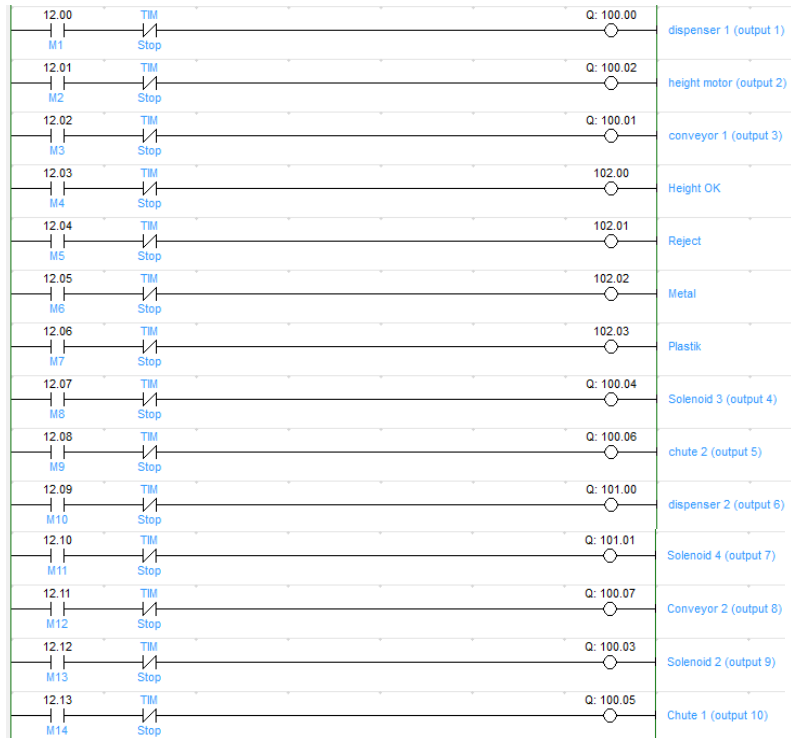 12.00 TIM Q: 100.00
dispenser 1 (output 1)
M1 Stop
12.01 TIM Q: 100.02
height motor (output 2)
M2 Stop
12.02 TIM Q: 100.01
conveyor 1 (output 3)
M3 Stop
12.03 TIM 102.00
Height OK
M4 Stop
12.04 TIM 102.01
Reject
M5 Stop
12.05 TIM 102.02
Metal
M6 Stop
12.06 TIM 102.03
Plastik
M7 Stop
12.07 TIM Q: 100.04
Solenoid 3 (output 4)
M8 Stop
12.08 TIM Q: 100.06
chute 2 (output 5)
M9 Stop
12.09 TIM Q: 101.00
dispenser 2 (output 6)
M10 Stop
12.10 TIM Q: 101.01
Solenoid 4 (output 7)
M11 Stop
12.11 TIM Q: 100.07
Conveyor 2 (output 8)
M12 Stop
12.12 TIM Q: 100.03
Solenoid 2 (output 9)
M13 Stop
12.13 TIM Q: 100.05
Chute 1 (output 10)
M14 Stop